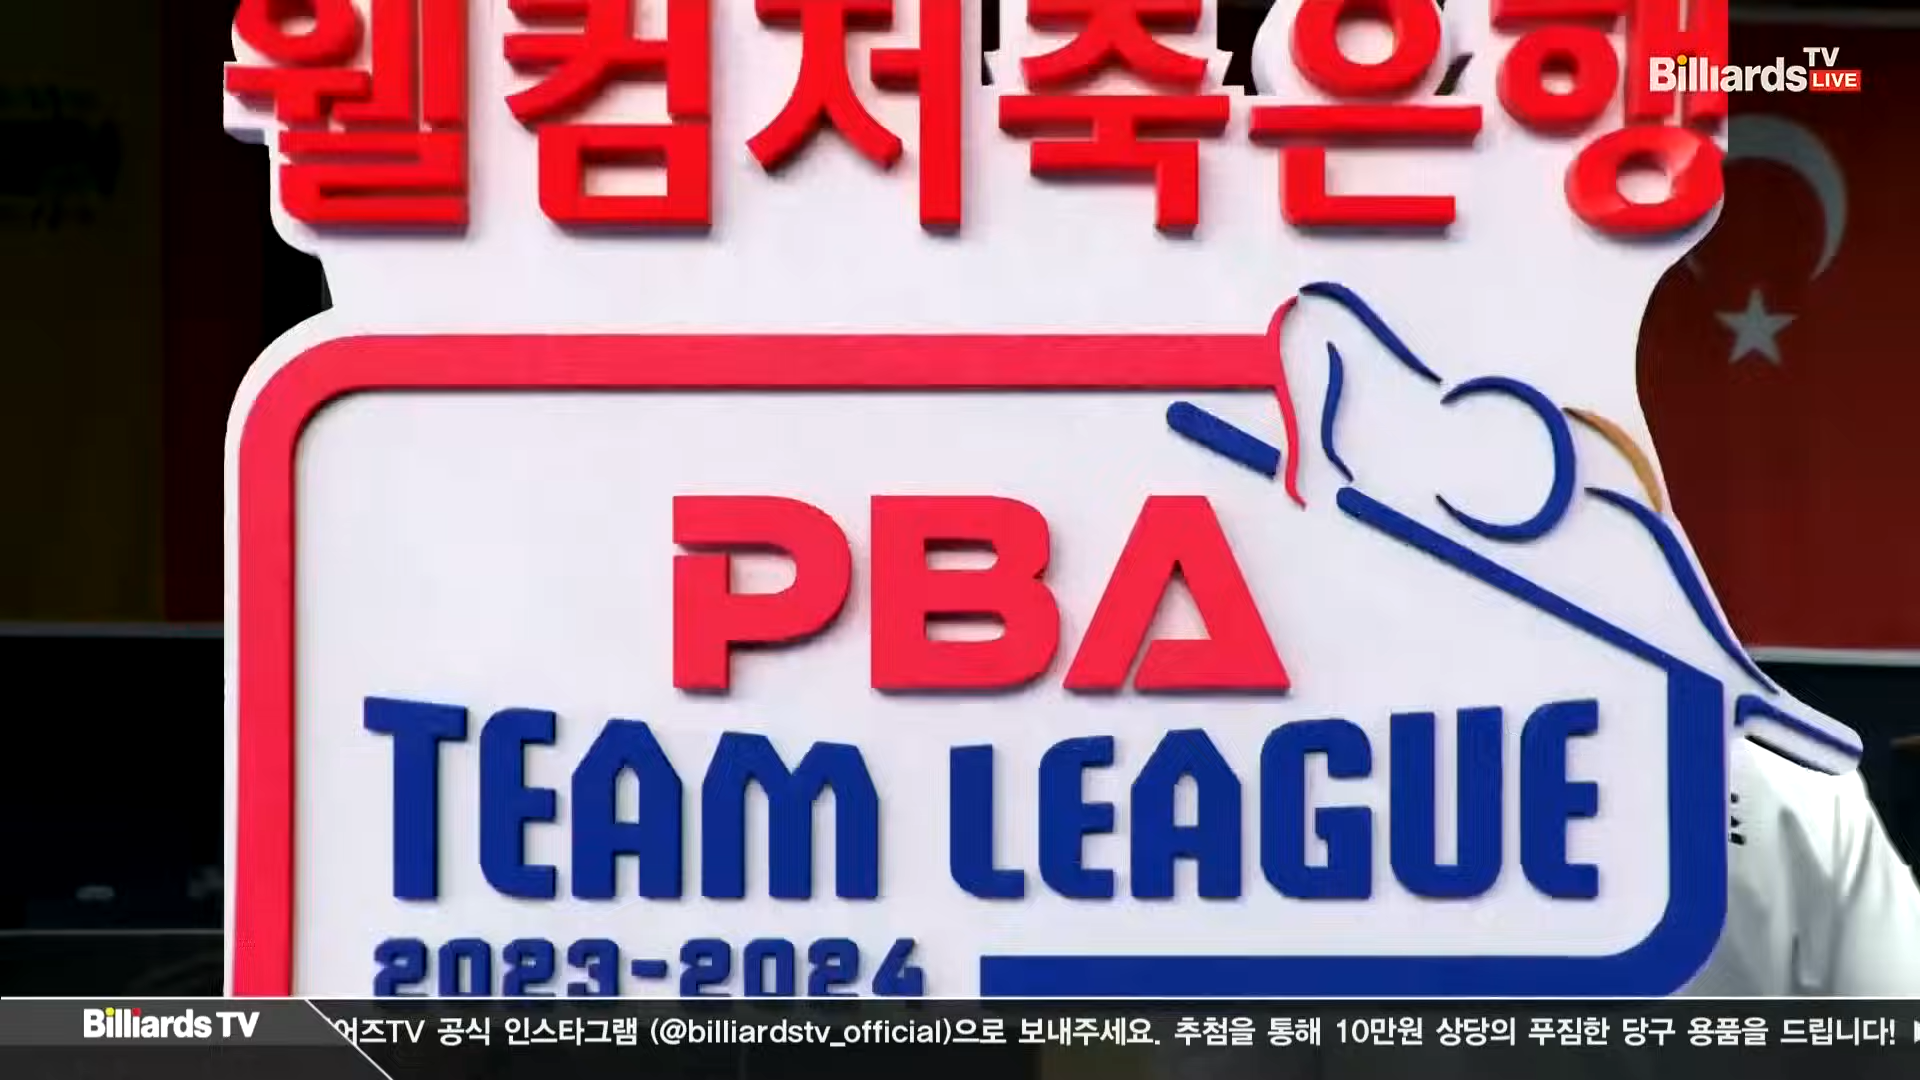 웰컴저축은행
Billiards TV
LIVE
PBA
TEAM LEAGUE
2023-2024
Billiards TV
어즈TV 공식 인스타그램 (@billiardstv_official)으로 보내주세요. 추첨을 통해 10만원 상당의 푸짐한 당구 용품을 드립니다!